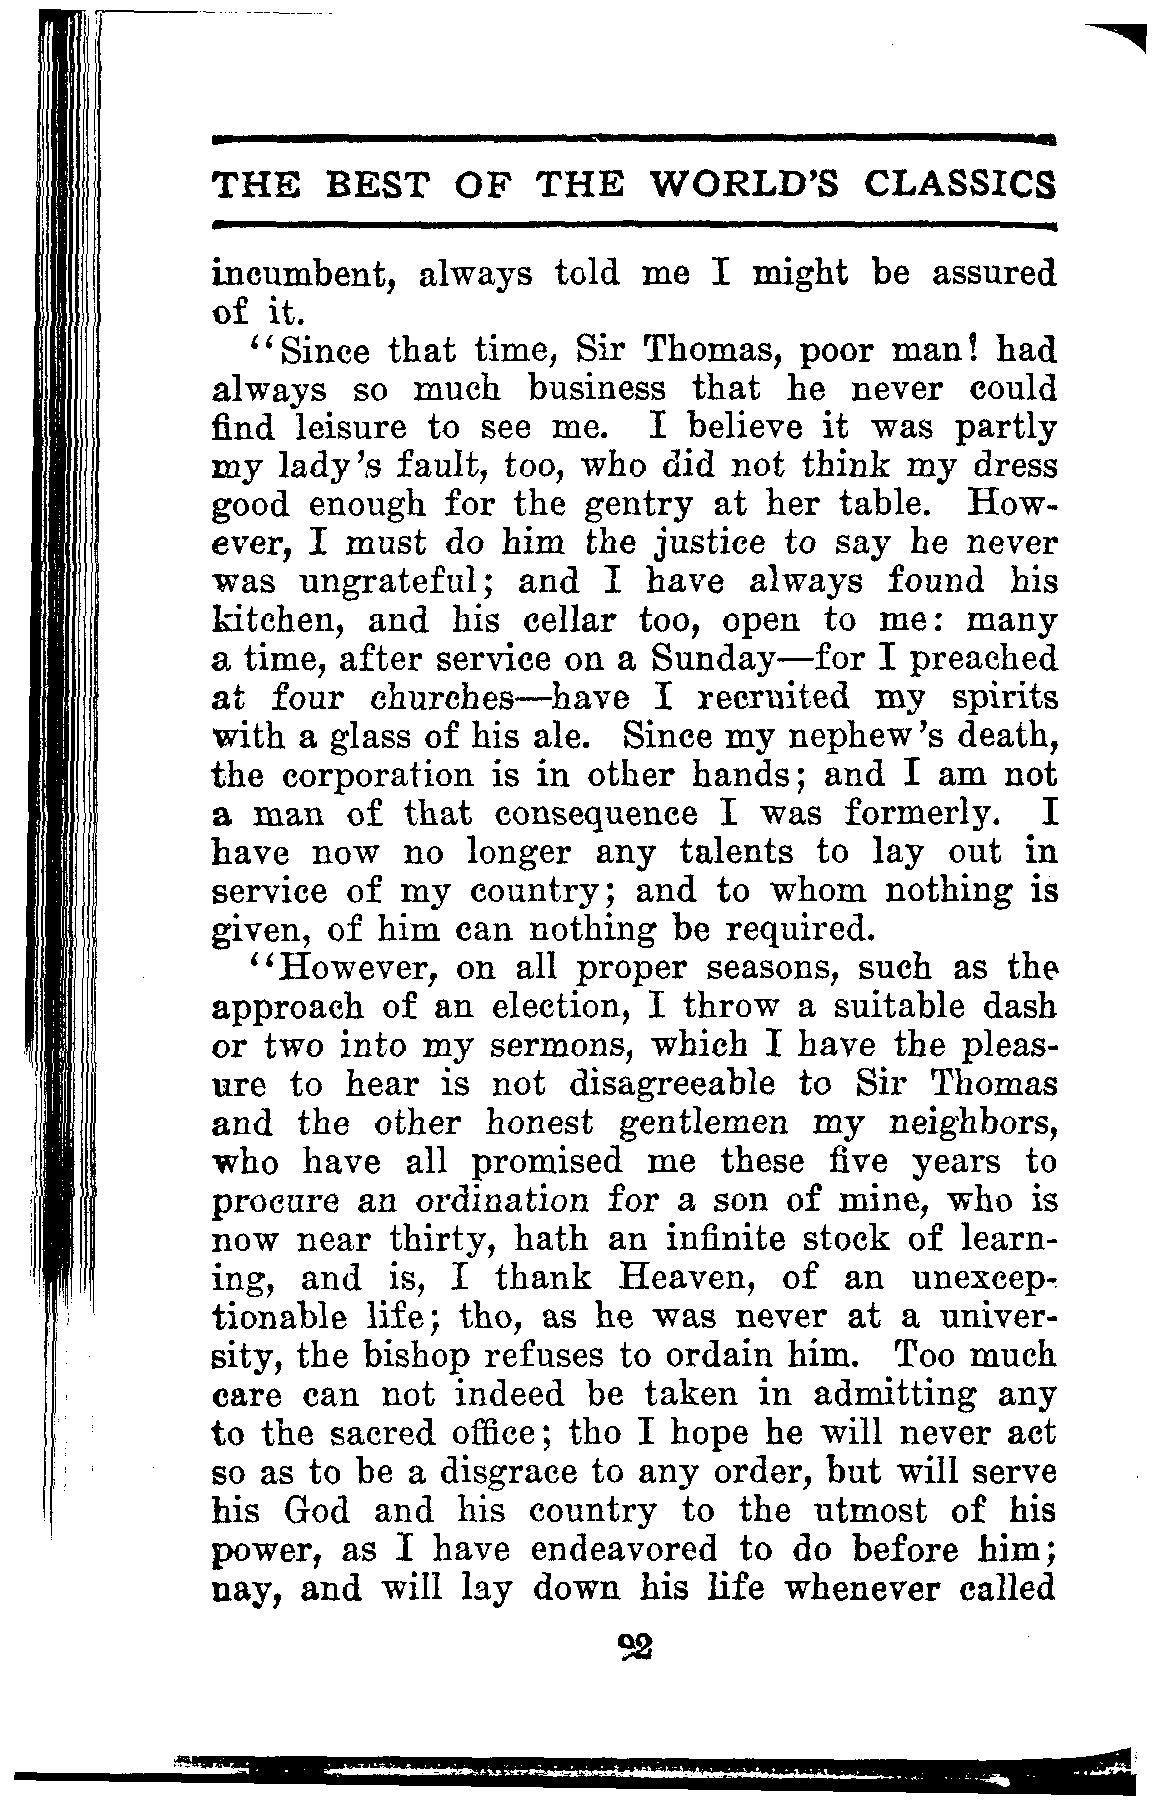 THE BEST OF THE WORLD'S CLASSICS
incumbent, always told me I might be assured
of it.
"Since that time, Sir Thomas, poor man! had
always so much business that he never could
find leisure to see me. I believe it was partly
my lady's fault, too, who did not think my dress
good enough for the gentry at her table. How-
ever, I must do him the justice to say he never
was ungrateful; and I have always found his
kitchen, and his cellar too, open to me: many
a time, after service on a Sunday—for I preached
at four churches—have I recruited my spirits
with a glass of his ale. Since my nephew's death,
the corporation is in other hands; and I am not
a man of that consequence I was formerly. I
have now no longer any talents to lay out in
service of my country; and to whom nothing is
given, of him can nothing be required.
"However, on all proper seasons, such as the
approach of an election, I throw a suitable dash
or two into my sermons, which I have the pleas-
ure to hear is not disagreeable to Sir Thomas
and the other honest gentlemen my neighbors,
who have all promised me these five years to
procure an ordination for a son of mine, who is
now near thirty, hath an infinite stock of learn-
ing, and is, I thank Heaven, of an unexcep-
tionable life; tho, as he was never at a univer-
sity, the bishop refuses to ordain him. Too much
care can not indeed be taken in admitting any
to the sacred office; tho I hope he will never act
so as to be a disgrace to any order, but will serve
his God and his country to the utmost of his
power, as I have endeavored to do before him;
nay, and will lay down his life whenever called
92